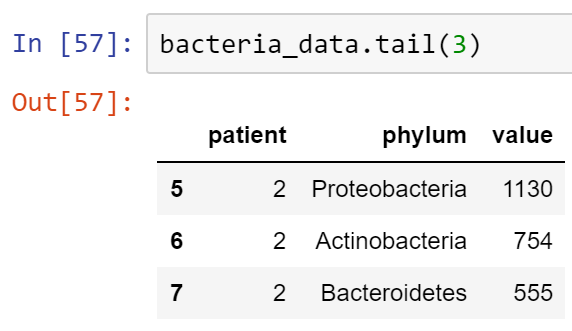 In [57]: bacteria_data.tail(3)
Out[57]:
patient phylum value
5 2 Proteobacteria 1130
6 2 Actinobacteria 754
7 2 Bacteroidetes 555